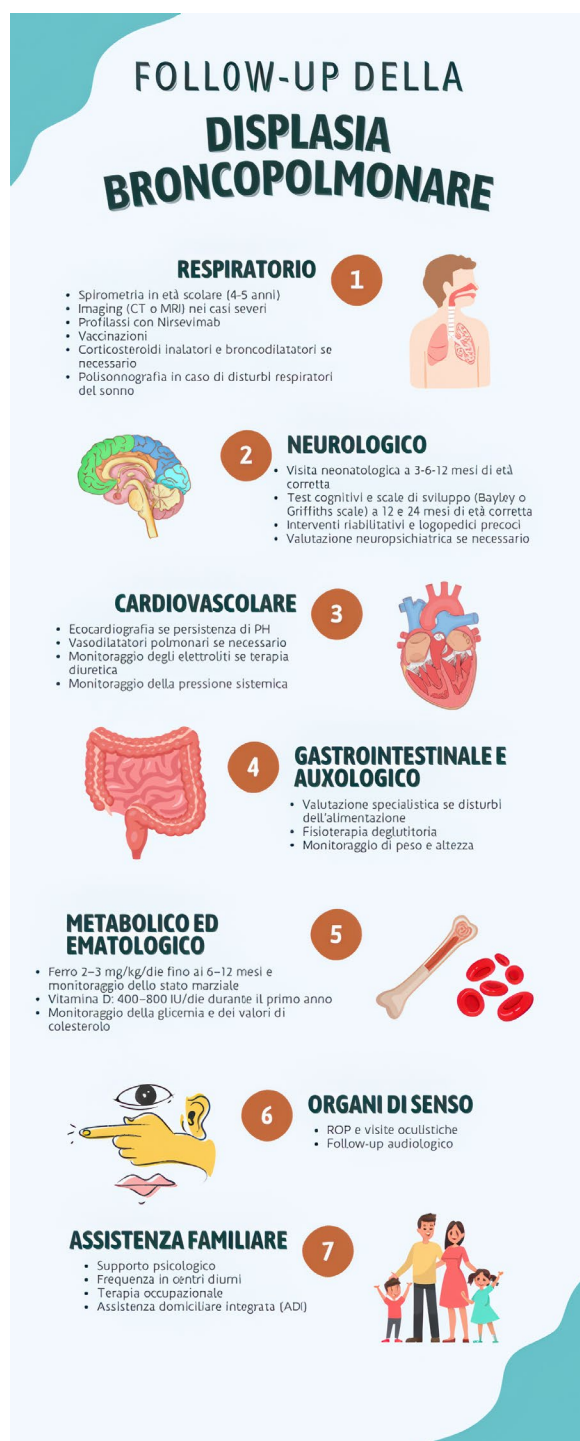 FOLLOW-UP DELLA
DISPLASIA
BRONCOPOLMONARE
RESPIRATORIO
1
• Spirometria in età scolare (4-5 anni)
• Imaging (CT o MRI) nei casi severi
• Profilassi con Nirsevimab
• Vaccinazioni
• Corticosteroidi inalatori e broncodilatatori se
necessario
• Polisonnografia in caso di disturbi respiratori
del sonno
2
NEUROLOGICO
• Visita neonatologica a 3-6-12 mesi di età
corretta
• Test cognitivi e scale di sviluppo (Bayley o
Griffiths scale) a 12 e 24 mesi di età corretta
• Interventi riabilitativi e logopedici precoci
• Valutazione neuropsichiatrica se necessario
CARDIOVASCOLARE
3
• Ecocardiografia se persistenza di PH
• Vasodilatatori polmonari se necessario
• Monitoraggio degli elettroliti se terapia
diuretica
• Monitoraggio della pressione sistemica
4
GASTROINTESTINALE E
AUXOLOGICO
• Valutazione specialistica se disturbi
dell'alimentazione
• Fisioterapia deglutitoria
• Monitoraggio di peso e altezza
METABOLICO ED
EMATOLOGICO
5
• Ferro 2–3 mg/kg/die fino ai 6–12 mesi e
monitoraggio dello stato marziale
• Vitamina D: 400–800 IU/die durante il primo anno
• Monitoraggio della glicemia e dei valori di
colesterolo
6
ORGANI DI SENSO
• ROP e visite oculistiche
• Follow-up audiologico
ASSISTENZA FAMILIARE
7
• Supporto psicologico
• Frequenza in centri diurni
• Terapia occupazionale
• Assistenza domiciliare integrata (ADI)